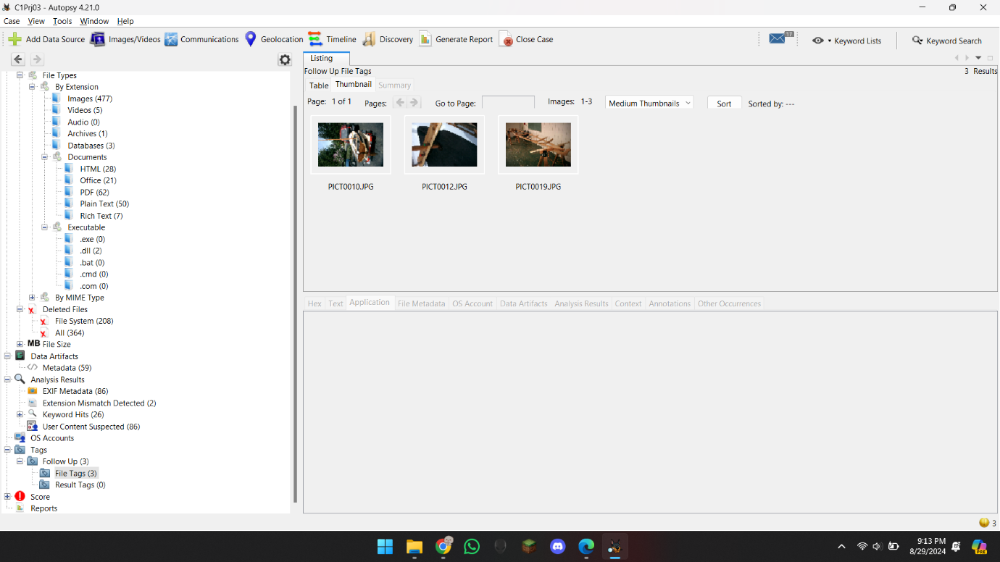 C1Prj03 - Autopsy 4.21.0
Case View Tools Window Help
Add Data Source Images/Videos Communications Geolocation Timeline Discovery Generate Report Close Case 12 Keyword Lists Keyword Search
Listing
Follow Up File Tags 3 Results
Table Thumbnail Summary
Page: 1 of 1 Pages: Go to Page: Images: 1-3 Medium Thumbnails Sort Sorted by: ---
PICT0010.JPG PICT0012.JPG PICT0019.JPG
File Types
By Extension
Images (477)
Videos (5)
Audio (0)
Archives (1)
Databases (3)
Documents
HTML (28)
Office (21)
PDF (62)
Plain Text (50)
Rich Text (7)
Executable
.exe (0)
.dll (2)
.bat (0)
.cmd (0)
.com (0)
By MIME Type
Deleted Files
File System (208)
All (364)
MB File Size
Data Artifacts
Metadata (59)
Analysis Results
EXIF Metadata (86)
Extension Mismatch Detected (2)
Keyword Hits (26)
User Content Suspected (86)
OS Accounts
Tags
Follow Up (3)
File Tags (3)
Result Tags (0)
Score
Reports
Hex Text Application File Metadata OS Account Data Artifacts Analysis Results Context Annotations Other Occurrences
3
9:13 PM
8/29/2024
PRE